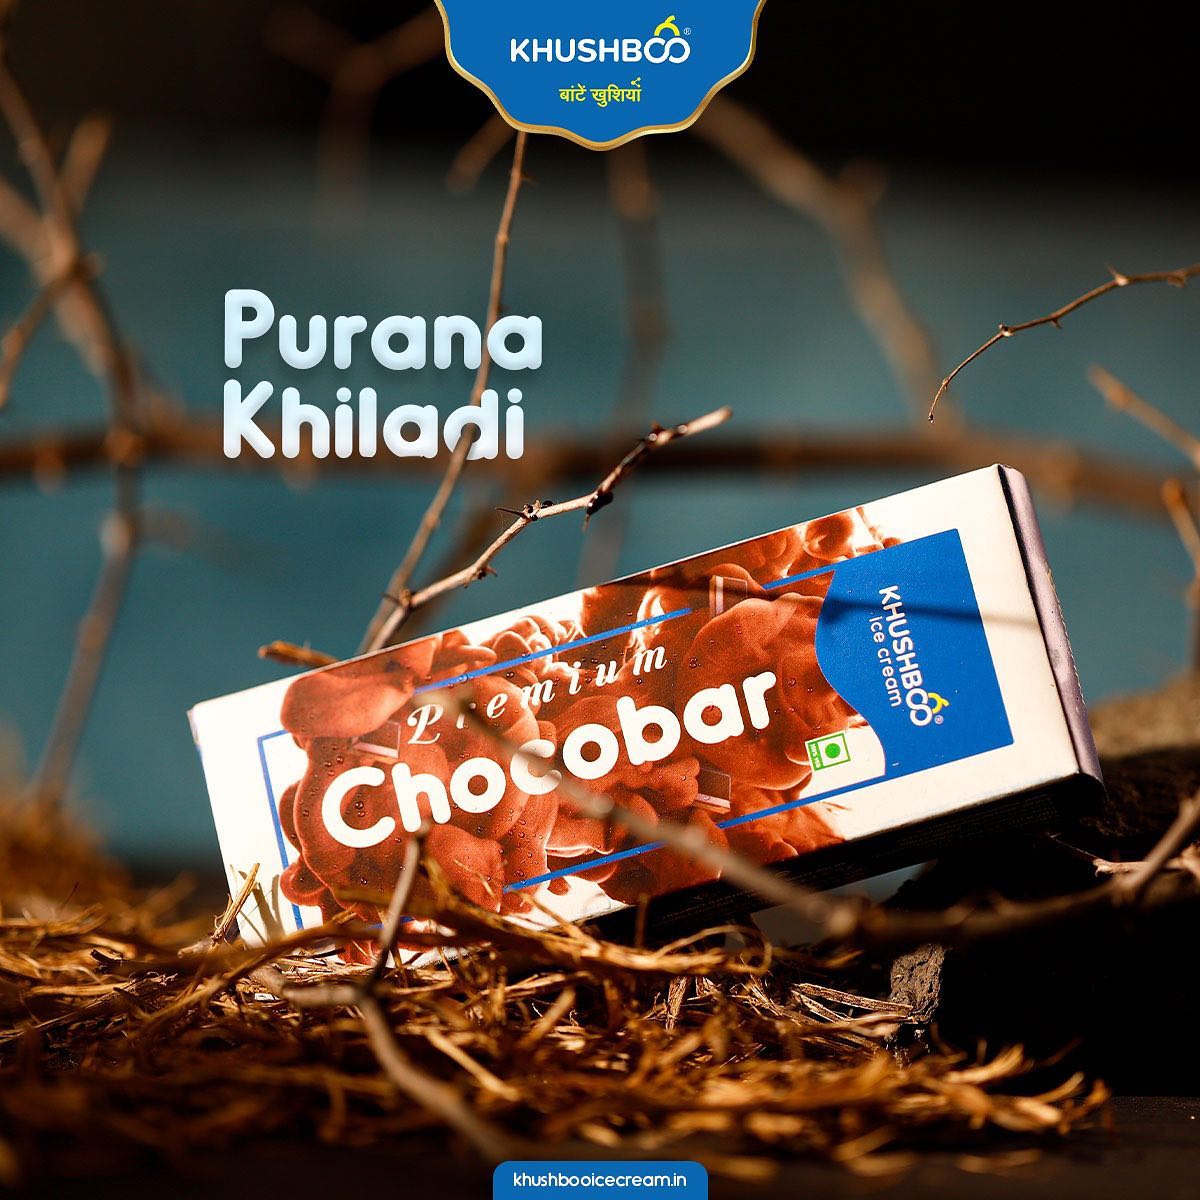 KHUSHBOO®
बांटें खुशियां
Purana
Khiladi
Premium
Chocobar
KHUSHBOO®
ice cream
khushbooicecream.in